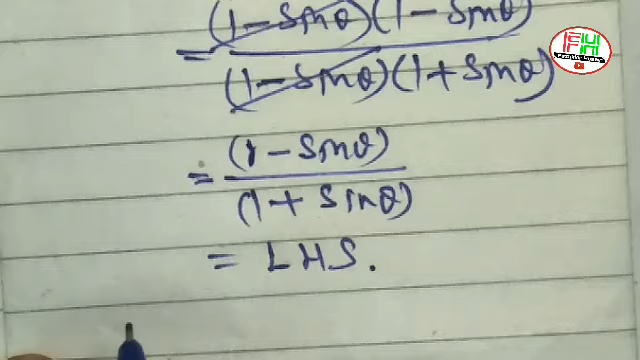 (1 - Sinθ)(1 - Sinθ)
=
(1 - Sinθ)(1 + Sinθ)
(1 - Sinθ)
=
(1 + Sinθ)
= LHS.